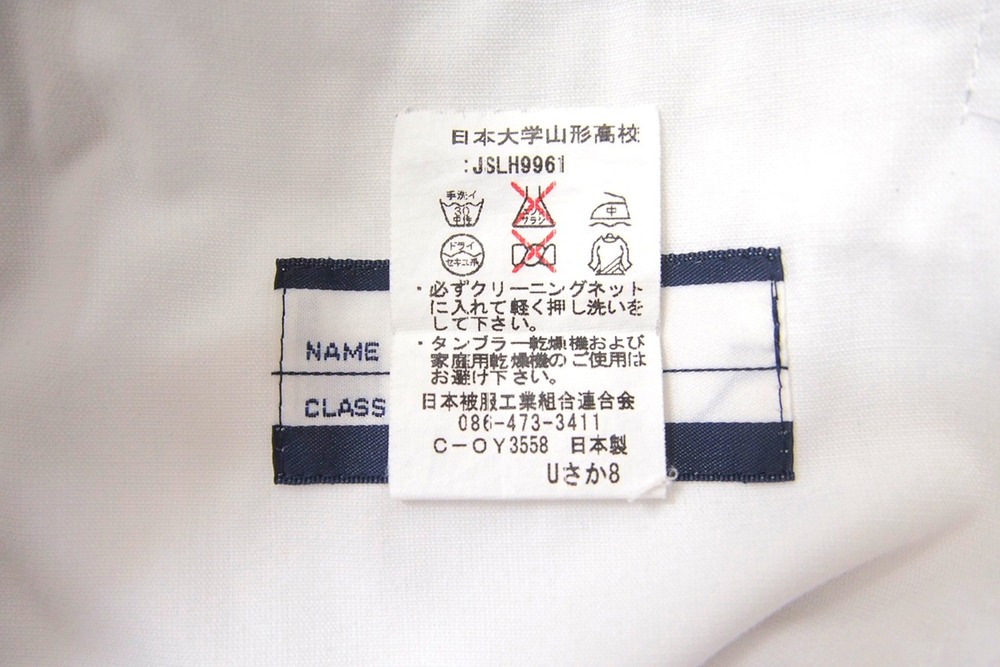 日本大学山形高校
:JSLH9961
手洗イ
30
中性
エンソ
サラシ
中
ドライ
セキユ系
・必ずクリーニングネット
に入れて軽く押し洗いを
して下さい。
・タンブラー乾燥機および
家庭用乾燥機のご使用は
お避け下さい。
日本被服工業組合連合会
086-473-3411
C-OY3558 日本製
Uさか8
NAME
CLASS